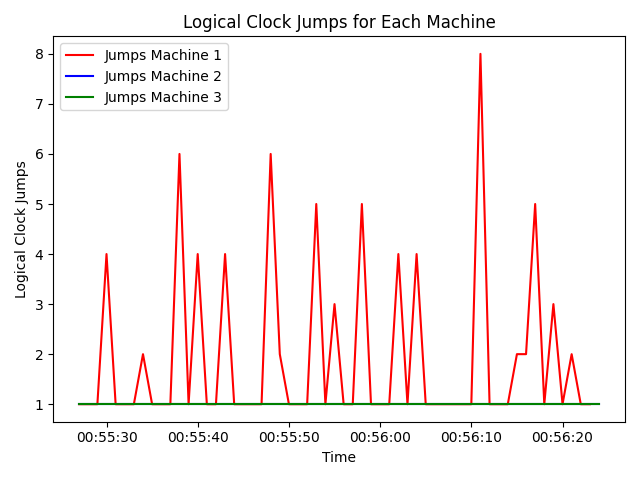 Logical Clock Jumps for Each Machine
Jumps Machine 1
Jumps Machine 2
Jumps Machine 3
Logical Clock Jumps
8
7
6
5
4
3
2
1
00:55:30 00:55:40 00:55:50 00:56:00 00:56:10 00:56:20
Time